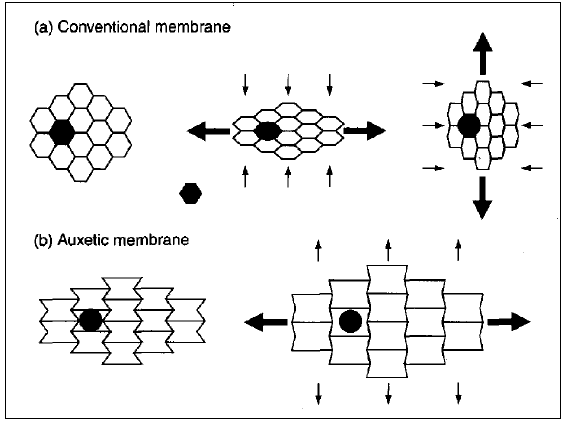 (a) Conventional membrane
(b) Auxetic membrane